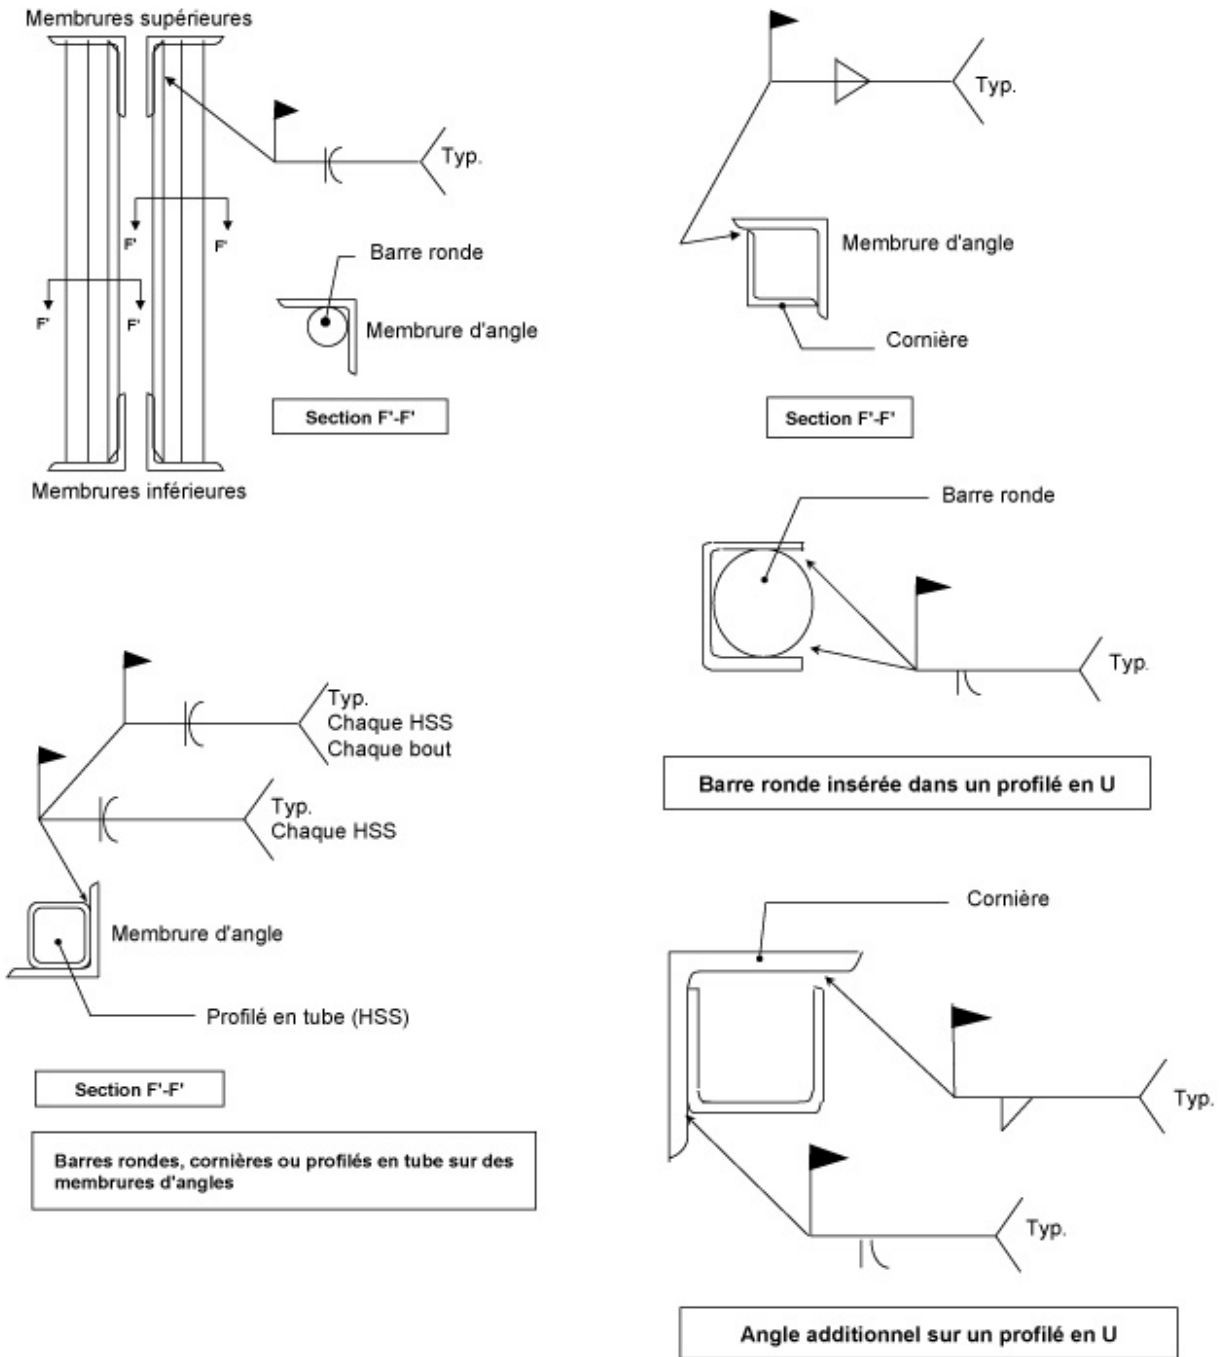 Membrures supérieures
Typ.
F'
F'
F'
F'
Barre ronde
Membrure d'angle
Section F'-F'
Membrures inférieures
Typ.
Membrure d'angle
Cornière
Section F'-F'
Barre ronde
Typ.
Barre ronde insérée dans un profilé en U
Typ.
Chaque HSS
Chaque bout
Typ.
Chaque HSS
Membrure d'angle
Profilé en tube (HSS)
Section F'-F'
Barres rondes, cornières ou profilés en tube sur des
membrures d'angles
Cornière
Typ.
Typ.
Angle additionnel sur un profilé en U